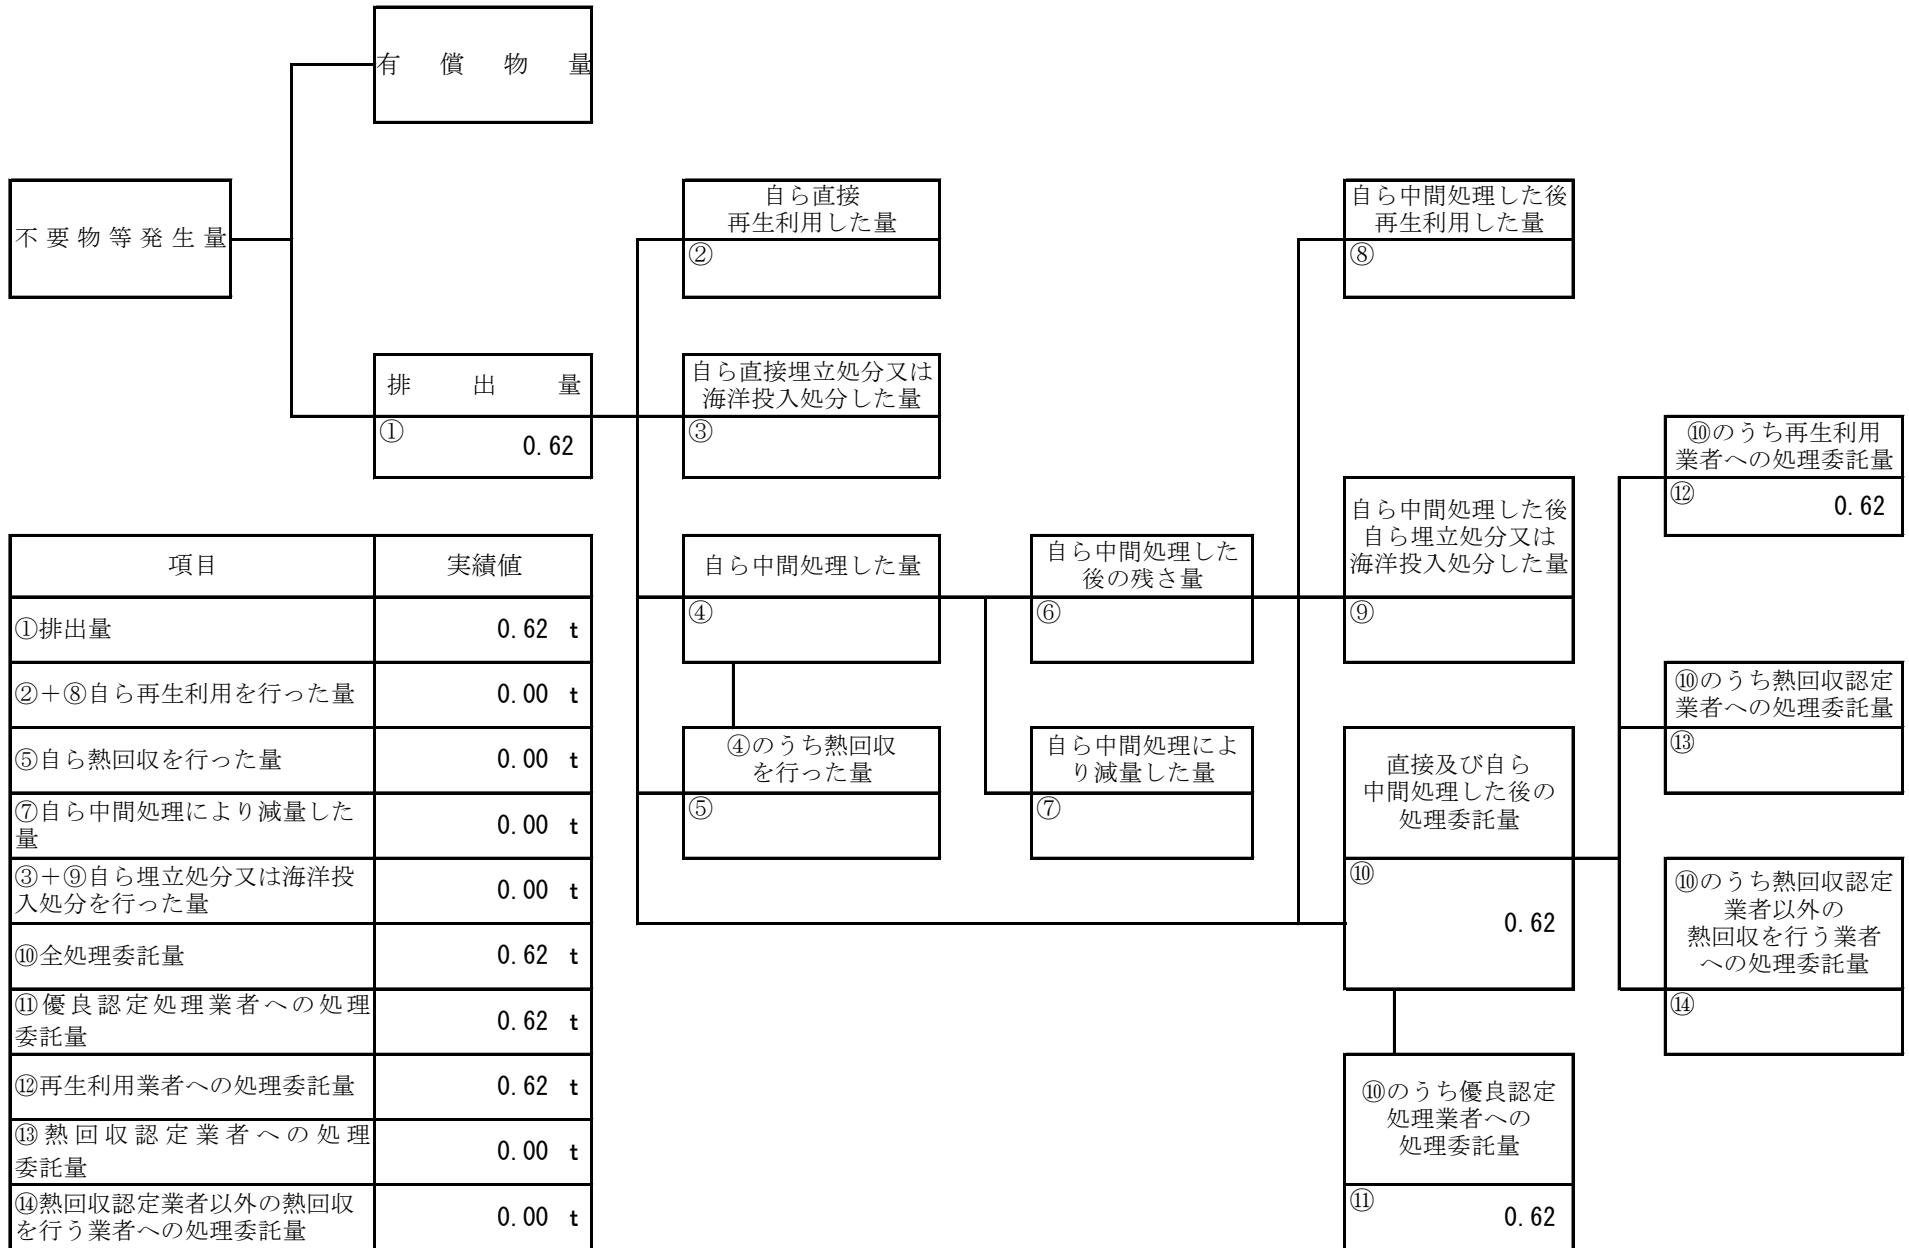 有償物量
不要物等発生量
排出量
①
0.62
自ら直接
再生利用した量
②
自ら直接埋立処分又は
海洋投入処分した量
③
自ら中間処理した量
④
④のうち熱回収
を行った量
⑤
自ら中間処理した
後の残さ量
⑥
自ら中間処理によ
り減量した量
⑦
自ら中間処理した後
再生利用した量
⑧
自ら中間処理した後
自ら埋立処分又は
海洋投入処分した量
⑨
直接及び自ら
中間処理した後の
処理委託量
⑩
0.62
⑩のうち優良認定
処理業者への
処理委託量
⑪
0.62
⑩のうち再生利用
業者への処理委託量
⑫
0.62
⑩のうち熱回収認定
業者への処理委託量
⑬
⑩のうち熱回収認定
業者以外の
熱回収を行う業者
への処理委託量
⑭
項目 実績値
①排出量 0.62 t
②+⑧自ら再生利用を行った量 0.00 t
⑤自ら熱回収を行った量 0.00 t
⑦自ら中間処理により減量した
量 0.00 t
③+⑨自ら埋立処分又は海洋投
入処分を行った量 0.00 t
⑩全処理委託量 0.62 t
⑪優良認定処理業者への処理
委託量 0.62 t
⑫再生利用業者への処理委託量 0.62 t
⑬熱回収認定業者への処理
委託量 0.00 t
⑭熱回収認定業者以外の熱回収
を行う業者への処理委託量 0.00 t